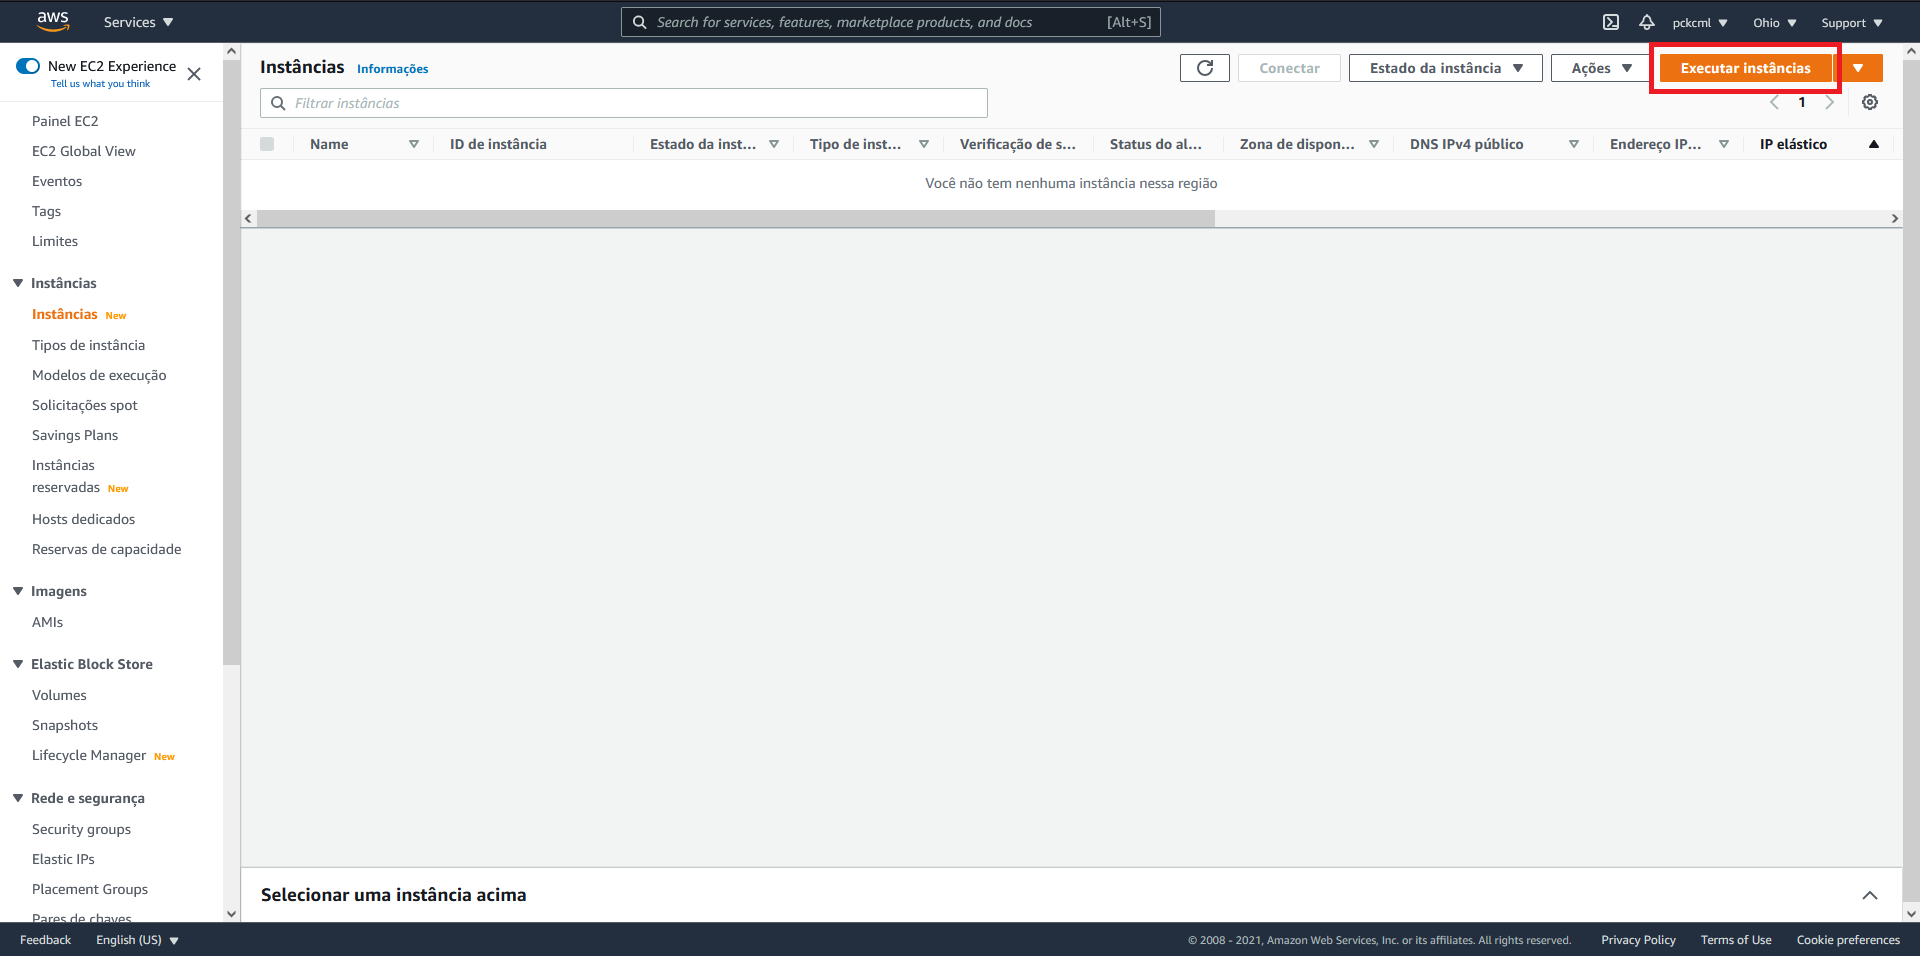 aws
Services
Search for services, features, marketplace products, and docs
[Alt+S]
pckcml
Ohio
Support
New EC2 Experience
Tell us what you think
Painel EC2
EC2 Global View
Eventos
Tags
Limites
Instâncias
Instâncias New
Tipos de instância
Modelos de execução
Solicitações spot
Savings Plans
Instâncias
reservadas New
Hosts dedicados
Reservas de capacidade
Imagens
AMIs
Elastic Block Store
Volumes
Snapshots
Lifecycle Manager New
Rede e segurança
Security groups
Elastic IPs
Placement Groups
Pares de chaves
Instâncias Informações
Conectar
Estado da instância
Ações
Executar instâncias
Filtrar instâncias
1
Name
ID de instância
Estado da inst...
Tipo de inst...
Verificação de s...
Status do al...
Zona de dispon...
DNS IPv4 público
Endereço IP...
IP elástico
Você não tem nenhuma instância nessa região
Selecionar uma instância acima
Feedback
English (US)
© 2008 - 2021, Amazon Web Services, Inc. or its affiliates. All rights reserved.
Privacy Policy
Terms of Use
Cookie preferences